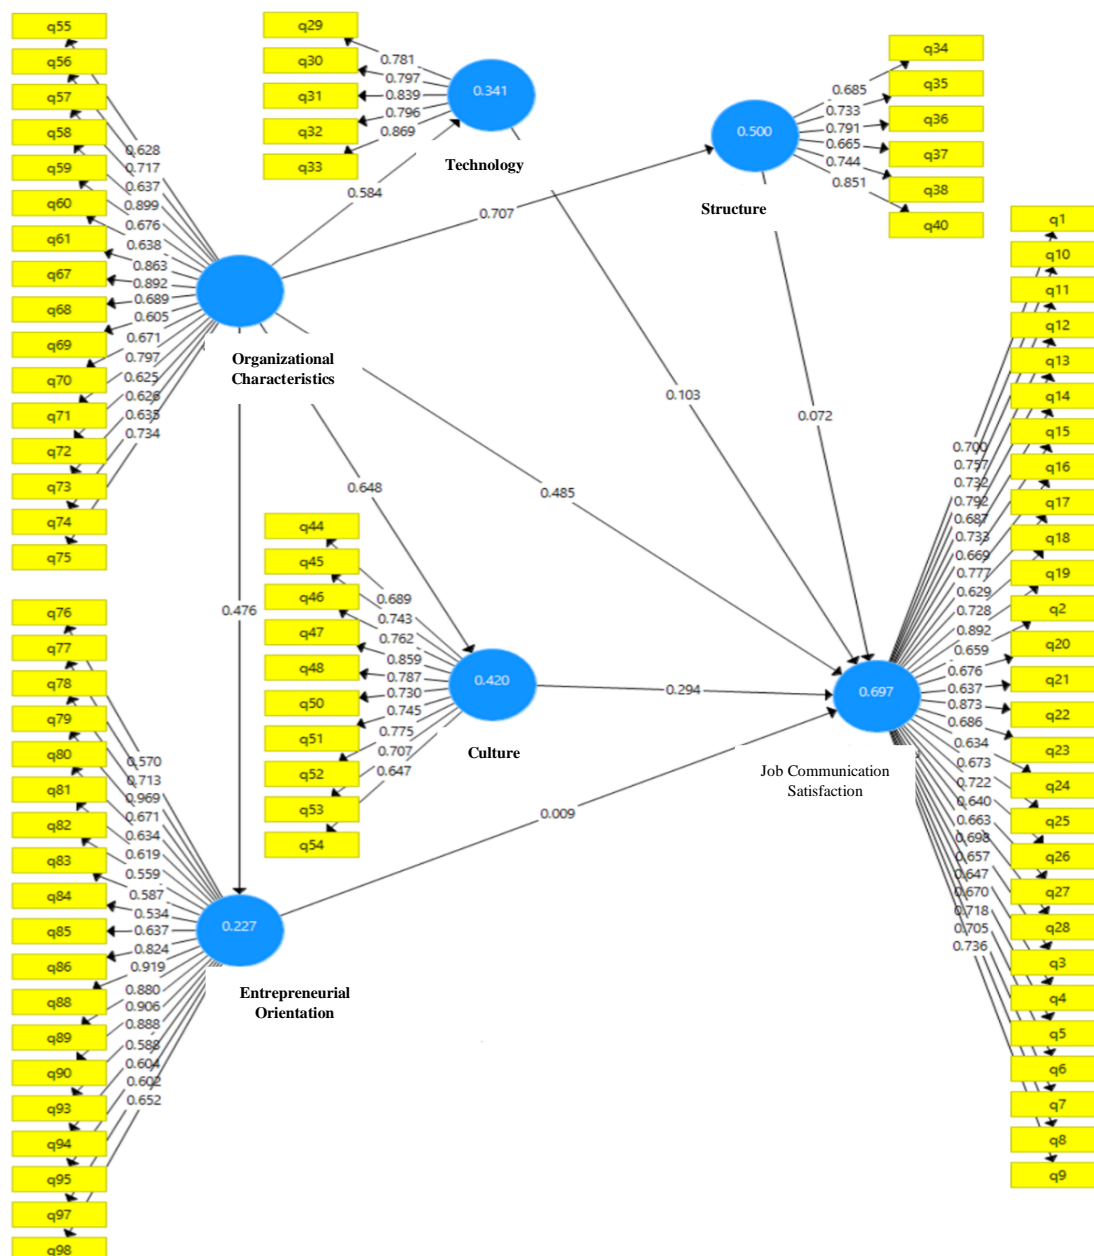 q55
q56
q57
q58
q59
q60
q61
q67
q68
q69
q70
q71
q72
q73
q74
q75
0.628
0.717
0.637
0.899
0.676
0.638
0.863
0.892
0.689
0.605
0.671
0.797
0.625
0.626
0.635
0.734
Organizational
Characteristics
q29
q30
q31
q32
q33
0.781
0.797
0.839
0.796
0.869
0.341
Technology
0.584
0.707
0.500
Structure
0.685
0.733
0.791
0.665
0.744
0.851
q34
q35
q36
q37
q38
q40
0.103
0.072
0.485
0.648
0.476
q44
q45
q46
q47
q48
q50
q51
q52
q53
q54
0.689
0.743
0.762
0.859
0.787
0.730
0.745
0.775
0.707
0.647
0.420
Culture
0.294
0.009
q76
q77
q78
q79
q80
q81
q82
q83
q84
q85
q86
q88
q89
q90
q93
q94
q95
q97
q98
0.570
0.713
0.969
0.671
0.634
0.619
0.559
0.587
0.534
0.637
0.824
0.919
0.880
0.906
0.888
0.588
0.604
0.602
0.652
0.227
Entrepreneurial
Orientation
0.697
Job Communication
Satisfaction
0.700
0.757
0.732
0.792
0.687
0.733
0.669
0.777
0.629
0.728
0.892
0.659
0.676
0.637
0.873
0.686
0.634
0.673
0.722
0.640
0.663
0.698
0.657
0.647
0.670
0.718
0.705
0.736
q1
q10
q11
q12
q13
q14
q15
q16
q17
q18
q19
q2
q20
q21
q22
q23
q24
q25
q26
q27
q28
q3
q4
q5
q6
q7
q8
q9